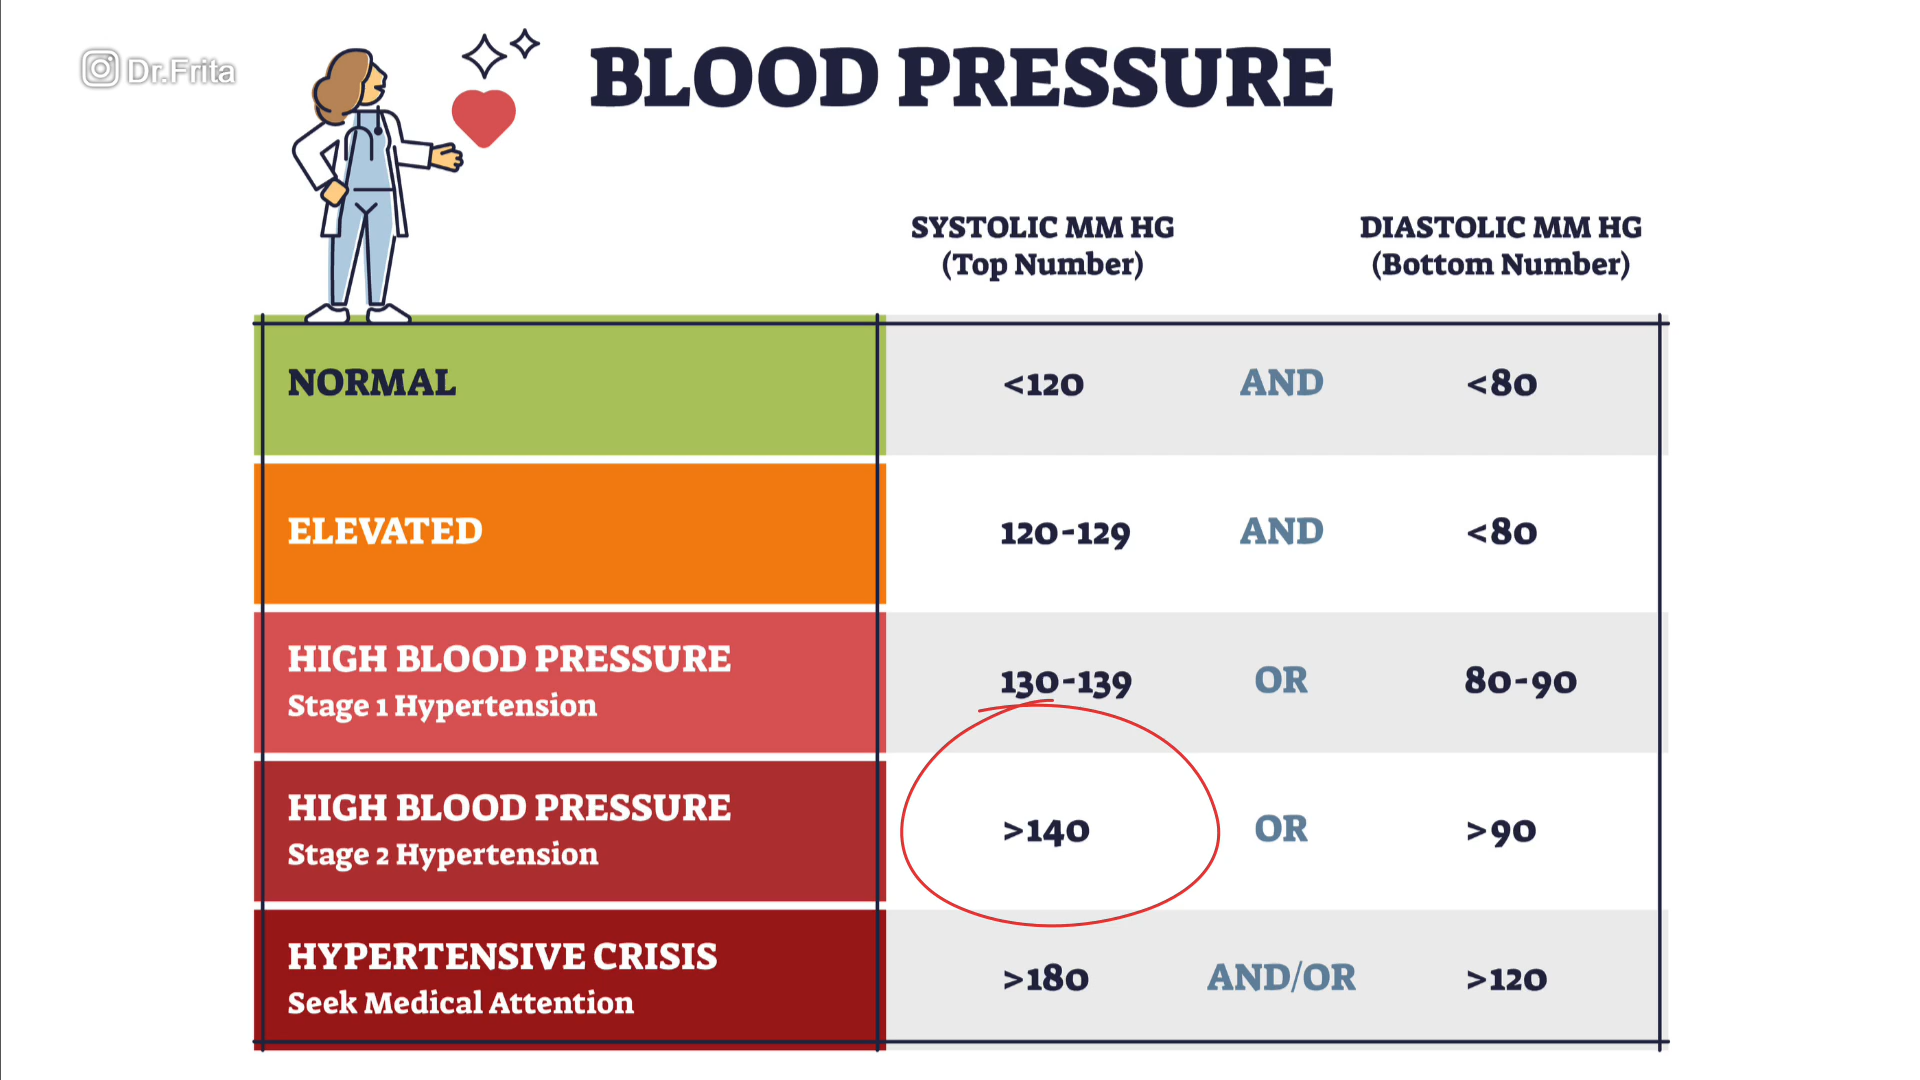 Dr.Frita
BLOOD PRESSURE
SYSTOLIC MM HG DIASTOLIC MM HG
(Top Number) (Bottom Number)
NORMAL <120 AND <80
ELEVATED 120-129 AND <80
HIGH BLOOD PRESSURE
Stage 1 Hypertension 130-139 OR 80-90
HIGH BLOOD PRESSURE
Stage 2 Hypertension >140 OR >90
HYPERTENSIVE CRISIS
Seek Medical Attention >180 AND/OR >120